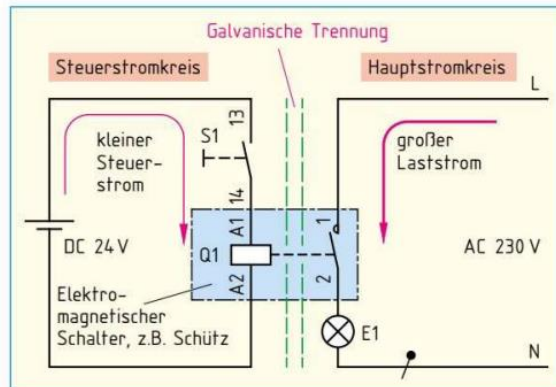 Galvanische Trennung
Steuerstromkreis
Hauptstromkreis
L
13
S1
kleiner
Steuer-
strom
großer
Laststrom
14
A1
1
DC 24 V
Q1
AC 230 V
A2
2
Elektro-
magnetischer
Schalter, z.B. Schütz
E1
N